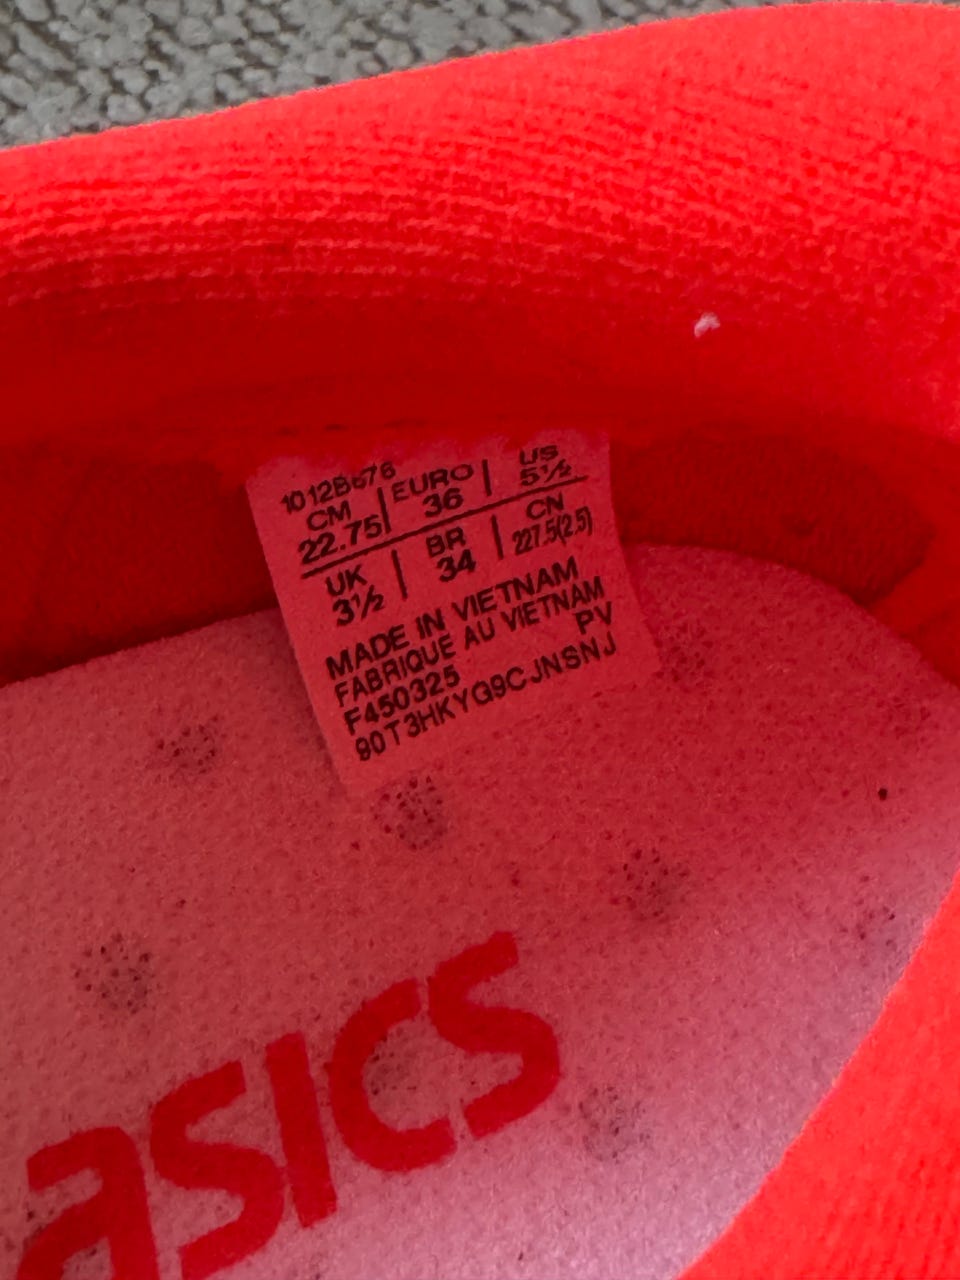 1012B676
CM | EURO | US
22.75 | 36 | 5½
UK | BR | CN
3½ | 34 | 227.5(2.5)
MADE IN VIETNAM
FABRIQUE AU VIETNAM
F450325 PV
90T3HKYG9CJNSNJ
asics